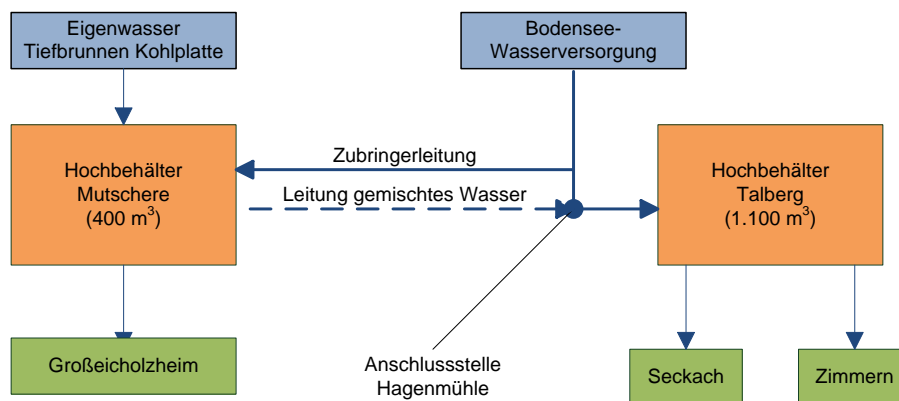 Eigenwasser
Tiefbrunnen Kohlplatte
Bodensee-
Wasserversorgung
Zubringerleitung
Hochbehälter
Mutschere
(400 m³)
Leitung gemischtes Wasser
Hochbehälter
Talberg
(1.100 m³)
Großeicholzheim
Anschlussstelle
Hagenmühle
Seckach
Zimmern